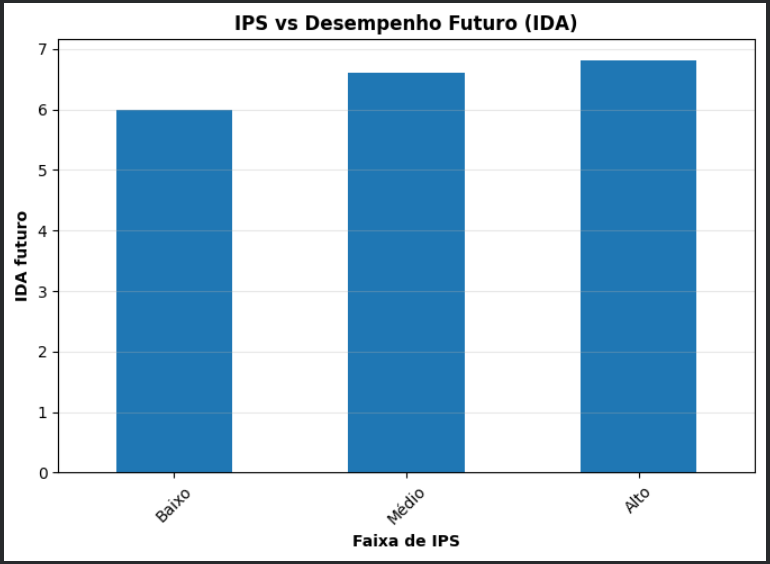 IPS vs Desempenho Futuro (IDA)
7
6
5
4
3
2
1
0
IDA futuro
Baixo
Médio
Alto
Faixa de IPS